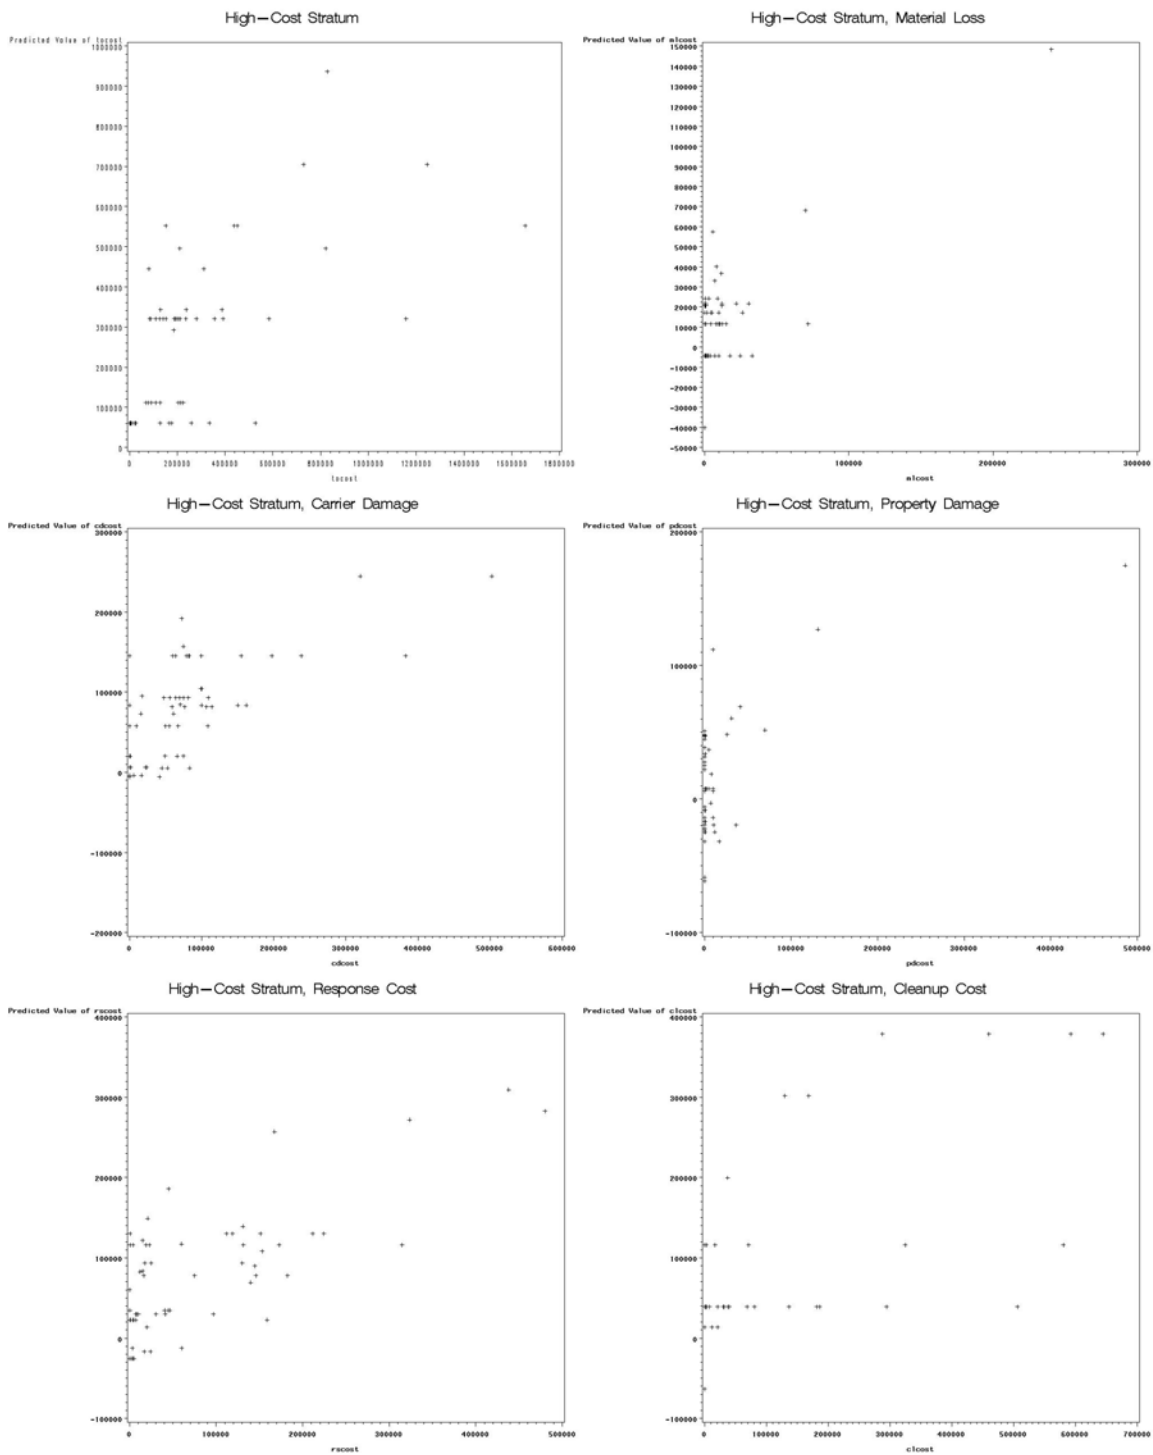 High-Cost Stratum
Predicted Value of tocost
1000000
900000
800000
700000
600000
500000
400000
300000
200000
100000
0
0 200000 400000 600000 800000 1000000 1200000 1400000 1600000 1800000
tocost
High-Cost Stratum, Material Loss
Predicted Value of mlcost
150000
140000
130000
120000
110000
100000
90000
80000
70000
60000
50000
40000
30000
20000
10000
0
-10000
-20000
-30000
-40000
-50000
0 100000 200000 300000
mlcost
High-Cost Stratum, Carrier Damage
Predicted Value of cdcost
300000
200000
100000
0
-100000
-200000
0 100000 200000 300000 400000 500000 600000
cdcost
High-Cost Stratum, Property Damage
Predicted Value of pdcost
200000
100000
0
-100000
0 100000 200000 300000 400000 500000
pdcost
High-Cost Stratum, Response Cost
Predicted Value of rscost
400000
300000
200000
100000
0
-100000
0 100000 200000 300000 400000 500000
rscost
High-Cost Stratum, Cleanup Cost
Predicted Value of clcost
400000
300000
200000
100000
0
-100000
0 100000 200000 300000 400000 500000 600000 700000
clcost